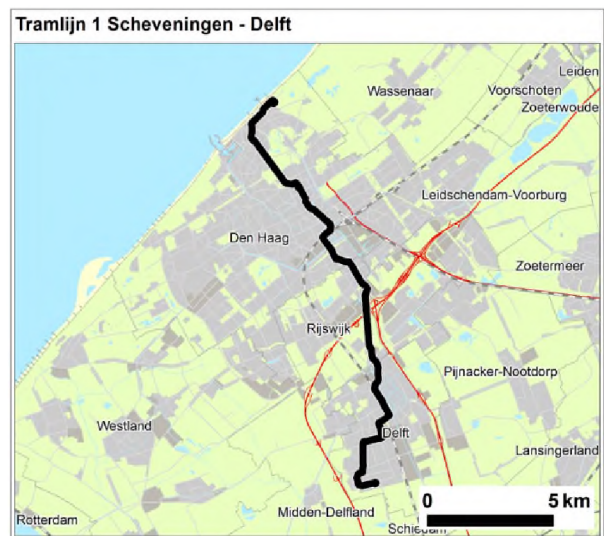 Tramlijn 1 Scheveningen - Delft
Leiden
Wassenaar
Voorschoten
Zoeterwoude
Leidschendam-Voorburg
Den Haag
Zoetermeer
Rijswijk
Pijnacker-Nootdorp
Westland
Delft
Lansingerland
0 5 km
Midden-Delfland
Rotterdam
Schiedam